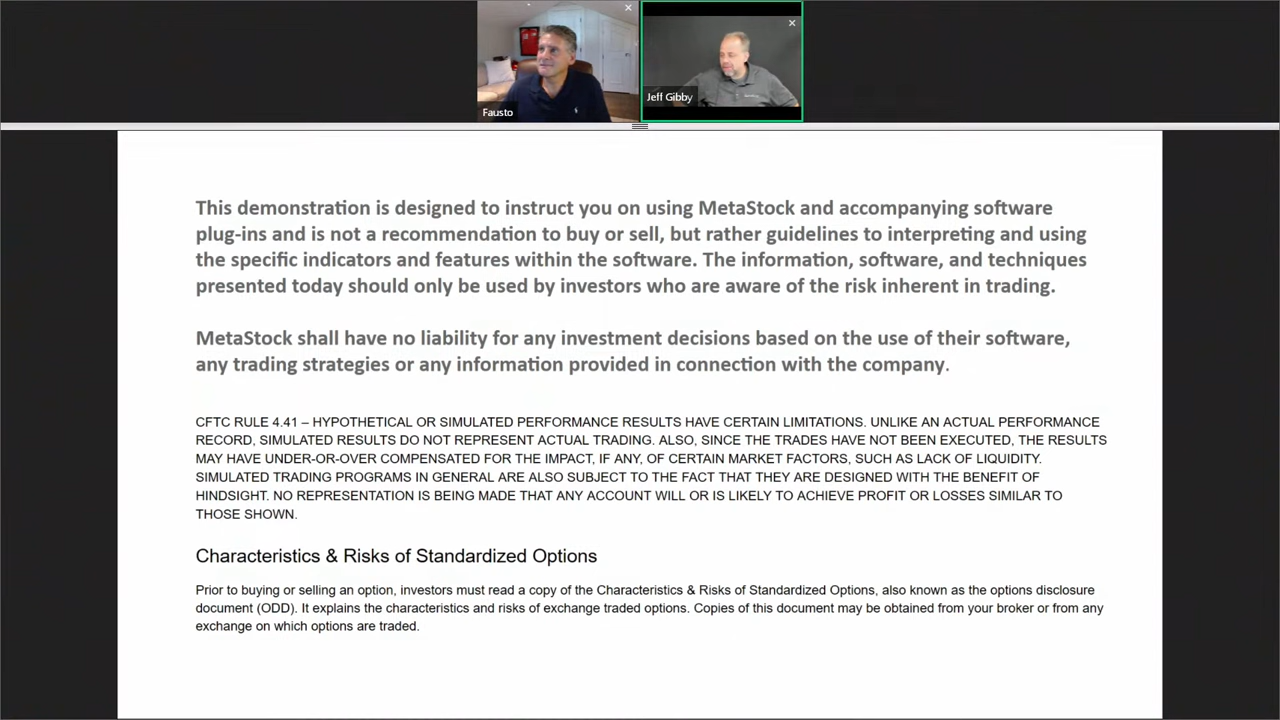 Fausto
Jeff Gibby
This demonstration is designed to instruct you on using MetaStock and accompanying software
plug-ins and is not a recommendation to buy or sell, but rather guidelines to interpreting and using
the specific indicators and features within the software. The information, software, and techniques
presented today should only be used by investors who are aware of the risk inherent in trading.
MetaStock shall have no liability for any investment decisions based on the use of their software,
any trading strategies or any information provided in connection with the company.
CFTC RULE 4.41 – HYPOTHETICAL OR SIMULATED PERFORMANCE RESULTS HAVE CERTAIN LIMITATIONS. UNLIKE AN ACTUAL PERFORMANCE
RECORD, SIMULATED RESULTS DO NOT REPRESENT ACTUAL TRADING. ALSO, SINCE THE TRADES HAVE NOT BEEN EXECUTED, THE RESULTS
MAY HAVE UNDER-OR-OVER COMPENSATED FOR THE IMPACT, IF ANY, OF CERTAIN MARKET FACTORS, SUCH AS LACK OF LIQUIDITY.
SIMULATED TRADING PROGRAMS IN GENERAL ARE ALSO SUBJECT TO THE FACT THAT THEY ARE DESIGNED WITH THE BENEFIT OF
HINDSIGHT. NO REPRESENTATION IS BEING MADE THAT ANY ACCOUNT WILL OR IS LIKELY TO ACHIEVE PROFIT OR LOSSES SIMILAR TO
THOSE SHOWN.
Characteristics & Risks of Standardized Options
Prior to buying or selling an option, investors must read a copy of the Characteristics & Risks of Standardized Options, also known as the options disclosure
document (ODD). It explains the characteristics and risks of exchange traded options. Copies of this document may be obtained from your broker or from any
exchange on which options are traded.